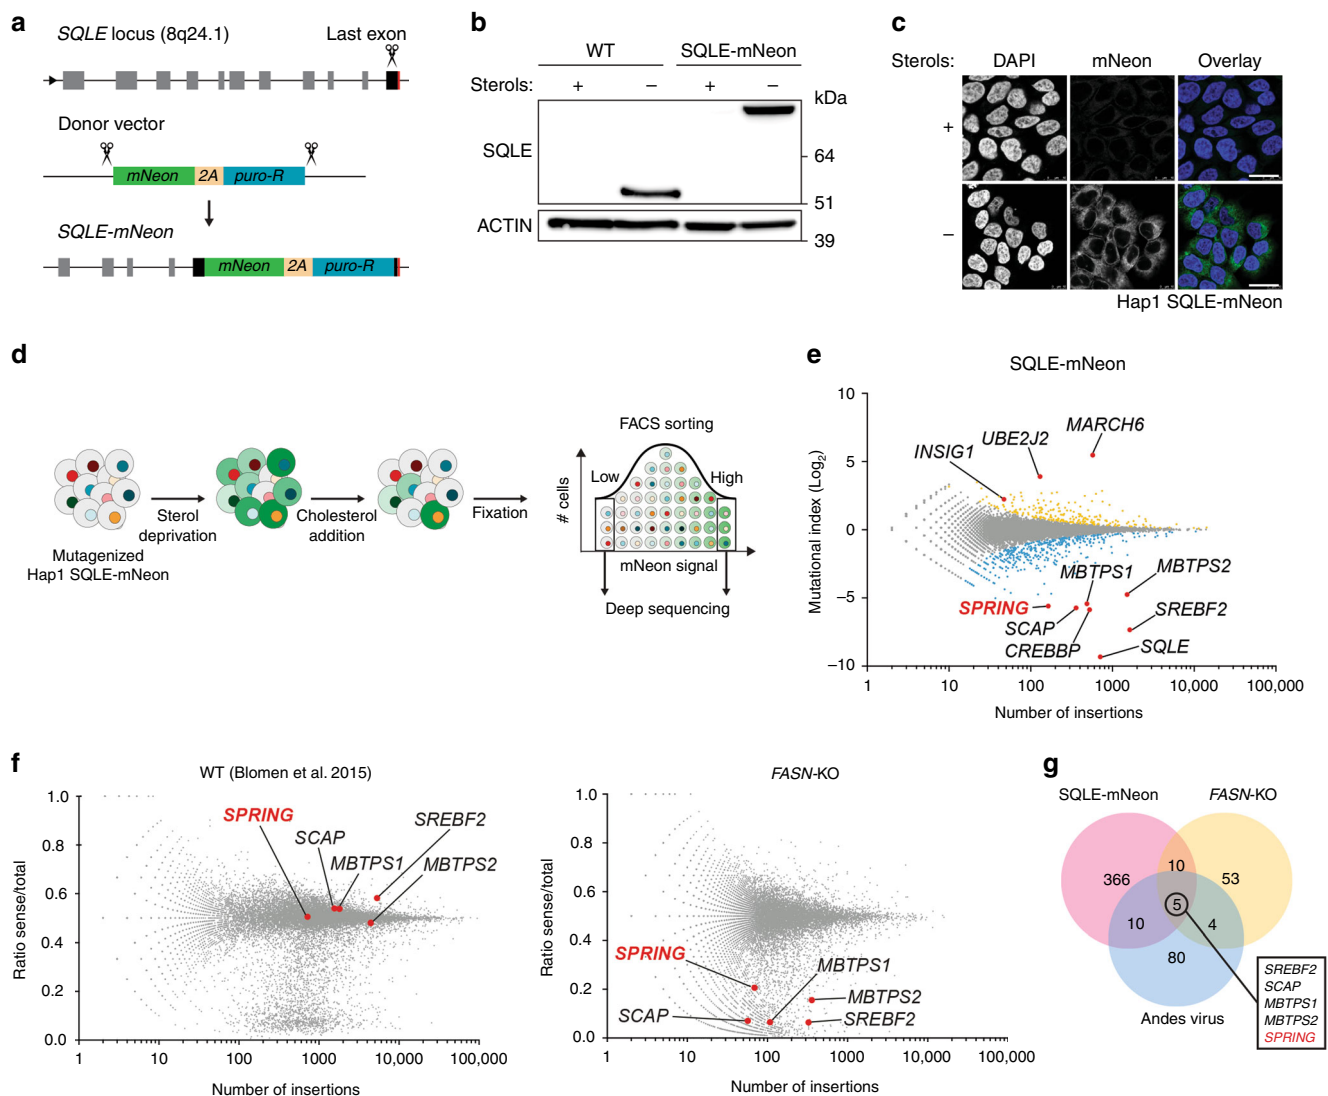 a
SQLE locus (8q24.1)
Last exon
Donor vector
mNeon 2A puro-R
SQLE-mNeon
mNeon 2A puro-R
b
WT SQLE-mNeon
Sterols: + − + −
kDa
SQLE
64
51
ACTIN
39
c
Sterols: DAPI mNeon Overlay
+
−
Hap1 SQLE-mNeon
d
Mutagenized
Hap1 SQLE-mNeon
Sterol
deprivation
Cholesterol
addition
Fixation
FACS sorting
Low High
# cells
mNeon signal
Deep sequencing
e
SQLE-mNeon
Mutational index (Log2)
10
5
0
−5
−10
INSIG1
UBE2J2
MARCH6
MBTPS1
MBTPS2
SPRING
SCAP
SREBF2
CREBBP
SQLE
1 10 100 1000 10,000 100,000
Number of insertions
f
WT (Blomen et al. 2015)
Ratio sense/total
1.0
0.8
0.6
0.4
0.2
0.0
SPRING
SCAP
SREBF2
MBTPS1
MBTPS2
1 10 100 1000 10,000 100,000
Number of insertions
FASN-KO
Ratio sense/total
1.0
0.8
0.6
0.4
0.2
0.0
SPRING
MBTPS1
MBTPS2
SCAP
SREBF2
1 10 100 1000 10,000 100,000
Number of insertions
g
SQLE-mNeon
FASN-KO
366 10 53
5
10 4
80
Andes virus
SREBF2
SCAP
MBTPS1
MBTPS2
SPRING